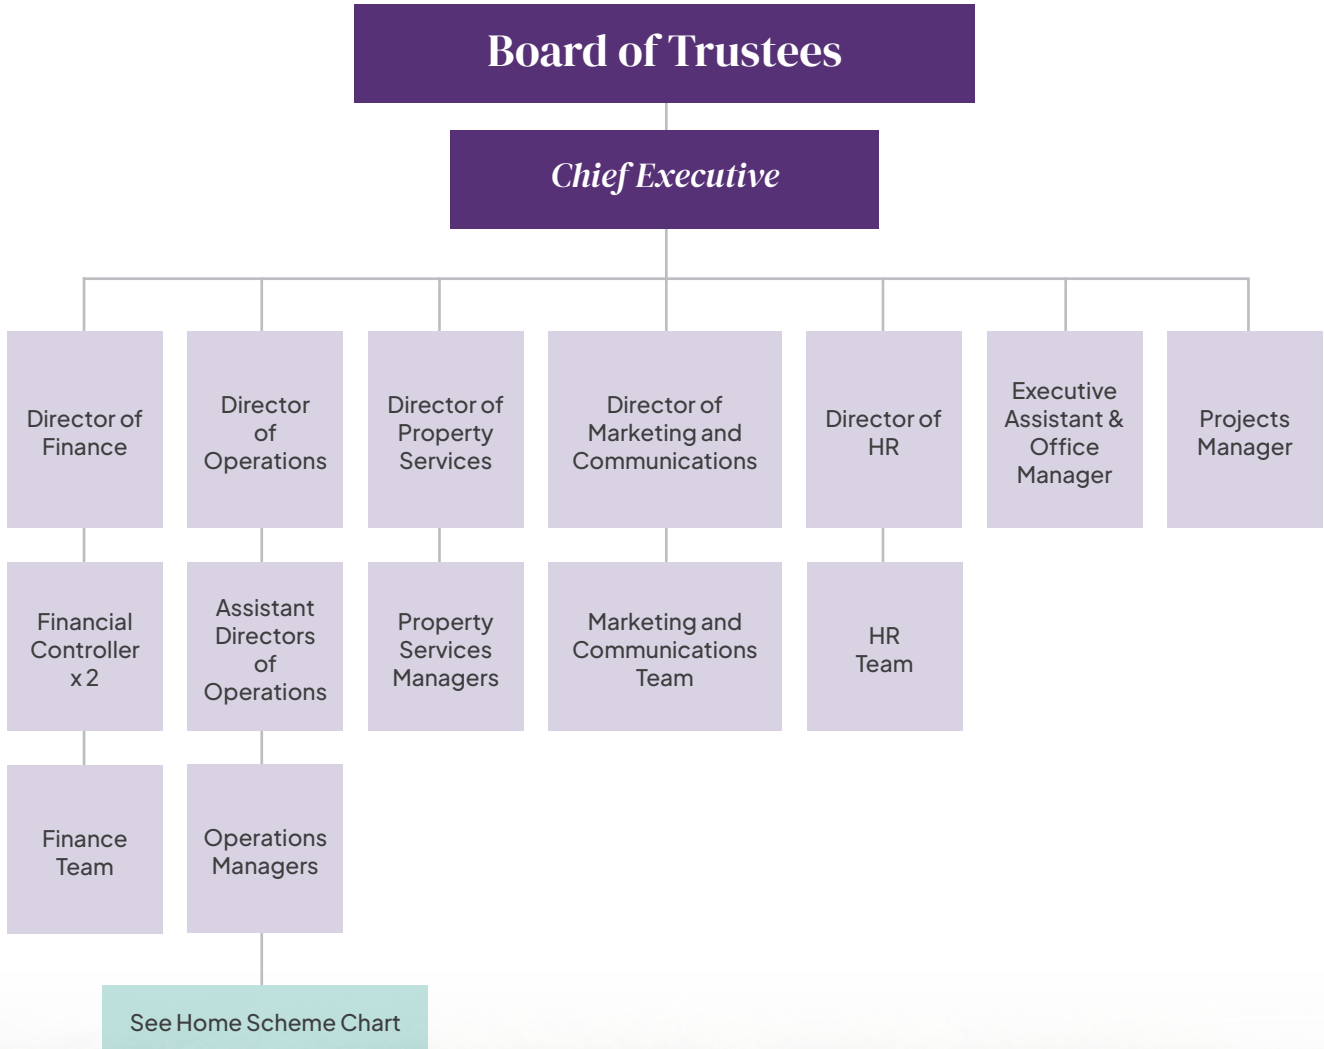 Board of Trustees
Chief Executive
Director of
Finance
Director
of
Operations
Director of
Property
Services
Director of
Marketing and
Communications
Director of
HR
Executive
Assistant &
Office
Manager
Projects
Manager
Financial
Controller
x 2
Assistant
Directors
of
Operations
Property
Services
Managers
Marketing and
Communications
Team
HR
Team
Finance
Team
Operations
Managers
See Home Scheme Chart